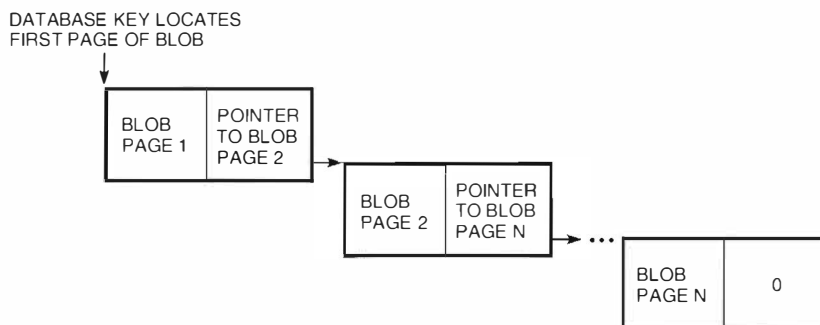 DATABASE KEY LOCATES
FIRST PAGE OF BLOB
BLOB
PAGE 1
POINTER
TO BLOB
PAGE 2
BLOB
PAGE 2
POINTER
TO BLOB
PAGE N
...
BLOB
PAGE N
0